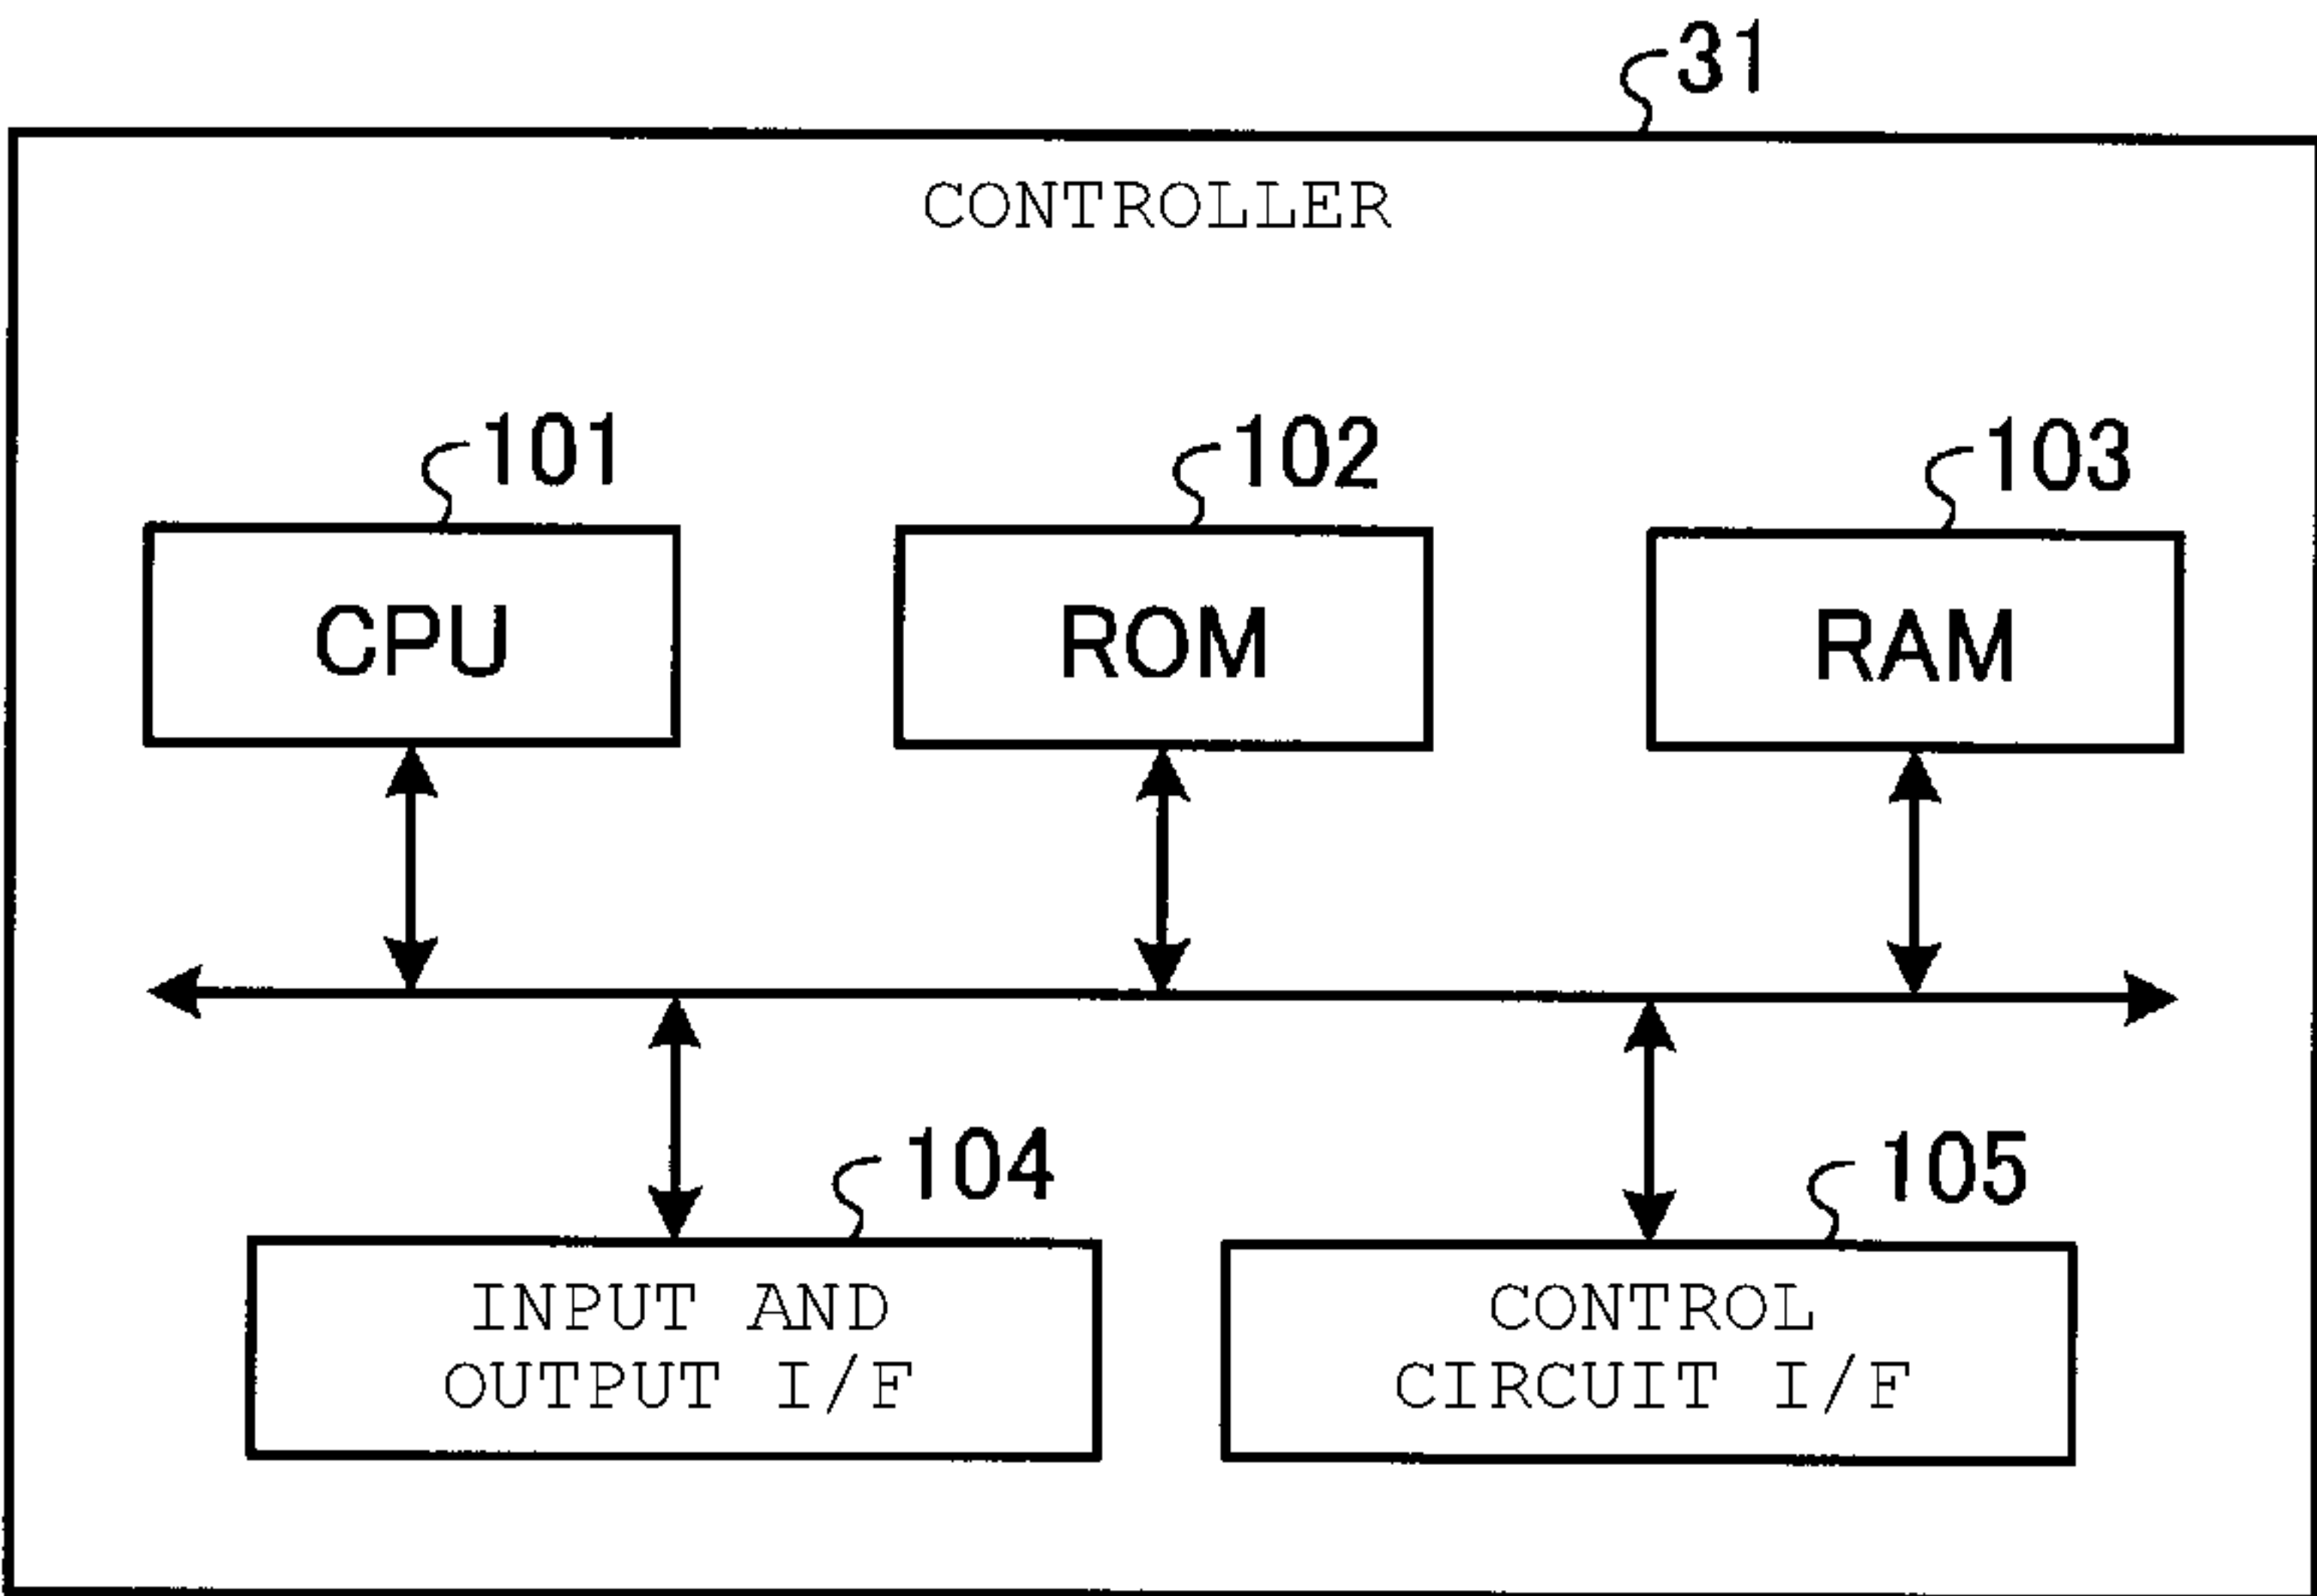 31
CONTROLLER
101
102
103
CPU
ROM
RAM
104
105
INPUT AND
OUTPUT I/F
CONTROL
CIRCUIT I/F